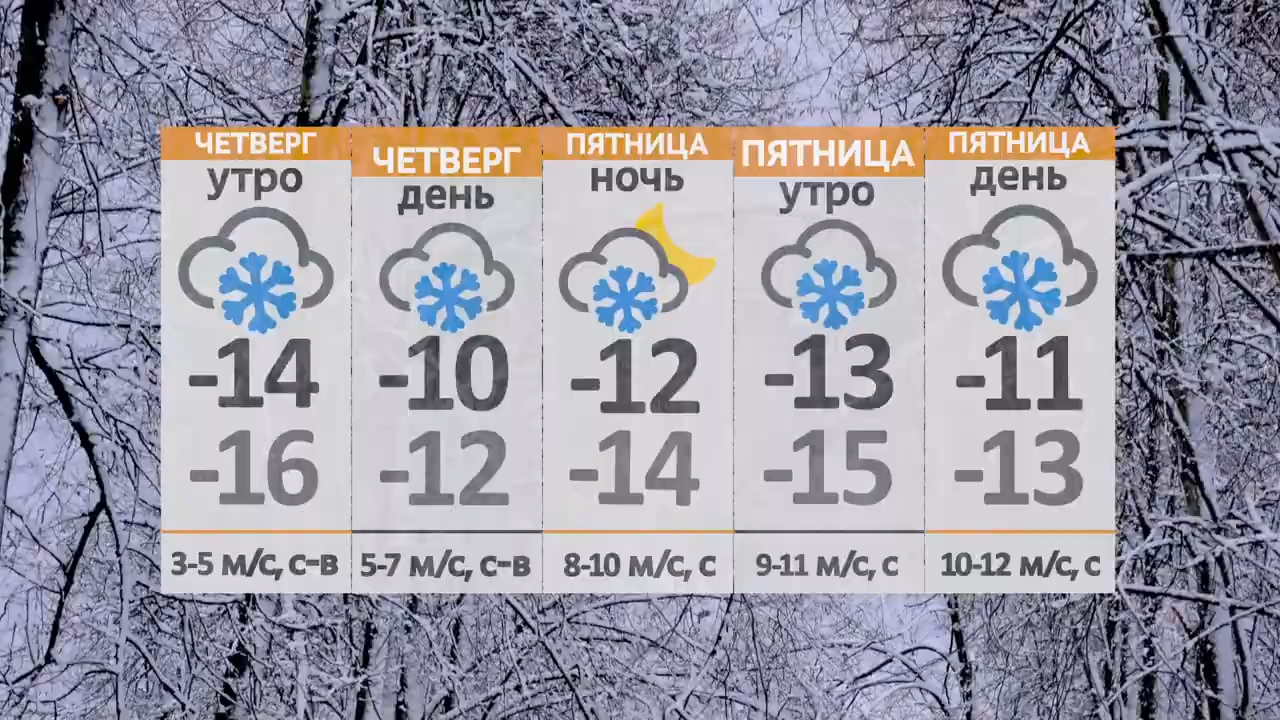 ЧЕТВЕРГ
утро
-14
-16
3-5 м/с, с-в
ЧЕТВЕРГ
день
-10
-12
5-7 м/с, с-в
ПЯТНИЦА
ночь
-12
-14
8-10 м/с, с
ПЯТНИЦА
утро
-13
-15
9-11 м/с, с
ПЯТНИЦА
день
-11
-13
10-12 м/с, с